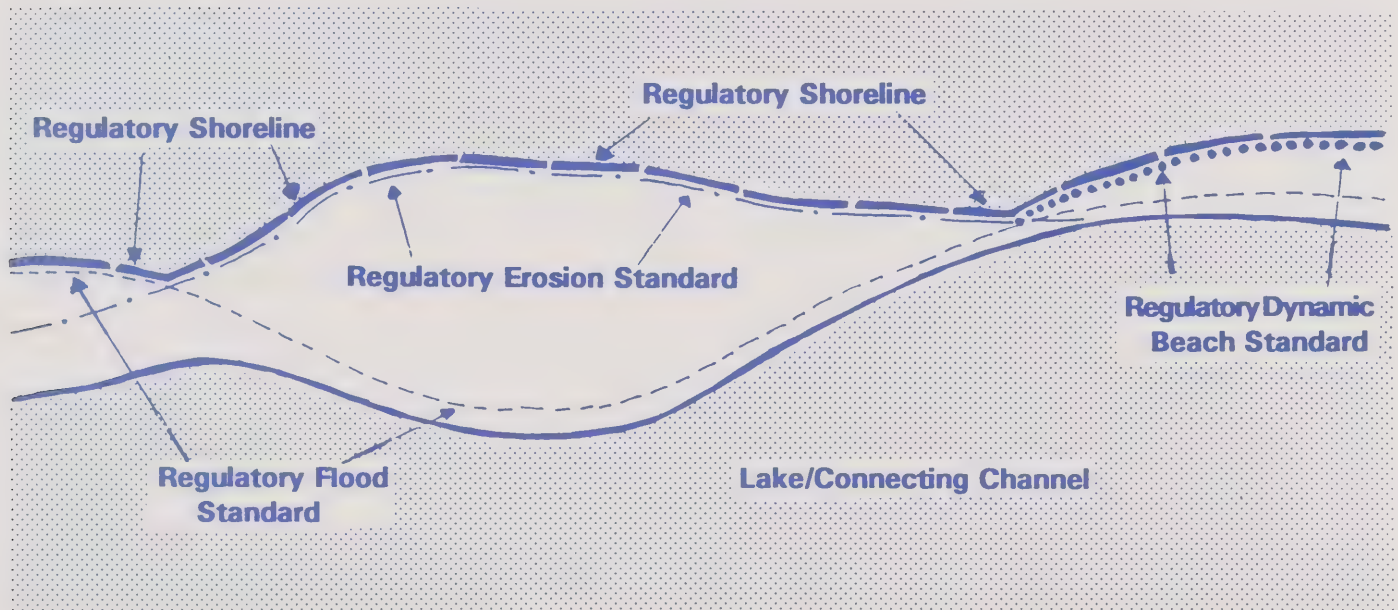 Regulatory Shoreline
Regulatory Shoreline
Regulatory Erosion Standard
Regulatory Dynamic
Beach Standard
Regulatory Flood
Standard
Lake/Connecting Channel